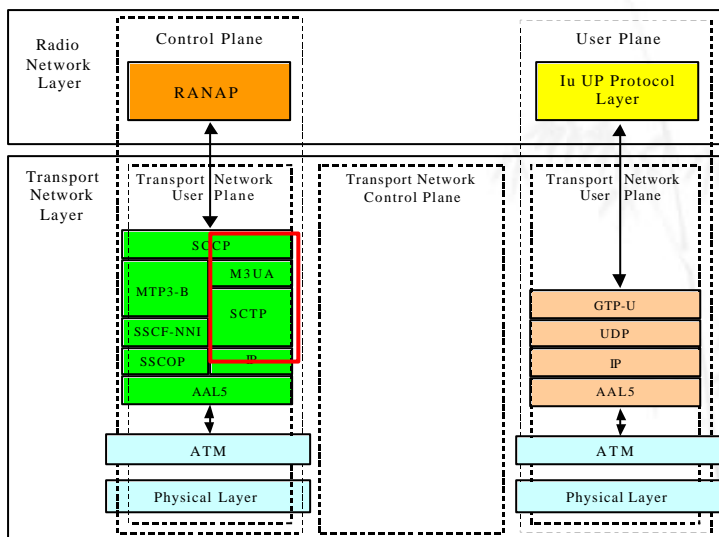 Radio
Network
Layer
Control Plane
RANAP
User Plane
Iu UP Protocol
Layer
Transport
Network
Layer
Transport Network
User Plane
SCCP
M3UA
MTP3-B
SCTP
SSCF-NNI
SSCOP
IP
AAL5
ATM
Physical Layer
Transport Network
Control Plane
Transport Network
User Plane
GTP-U
UDP
IP
AAL5
ATM
Physical Layer